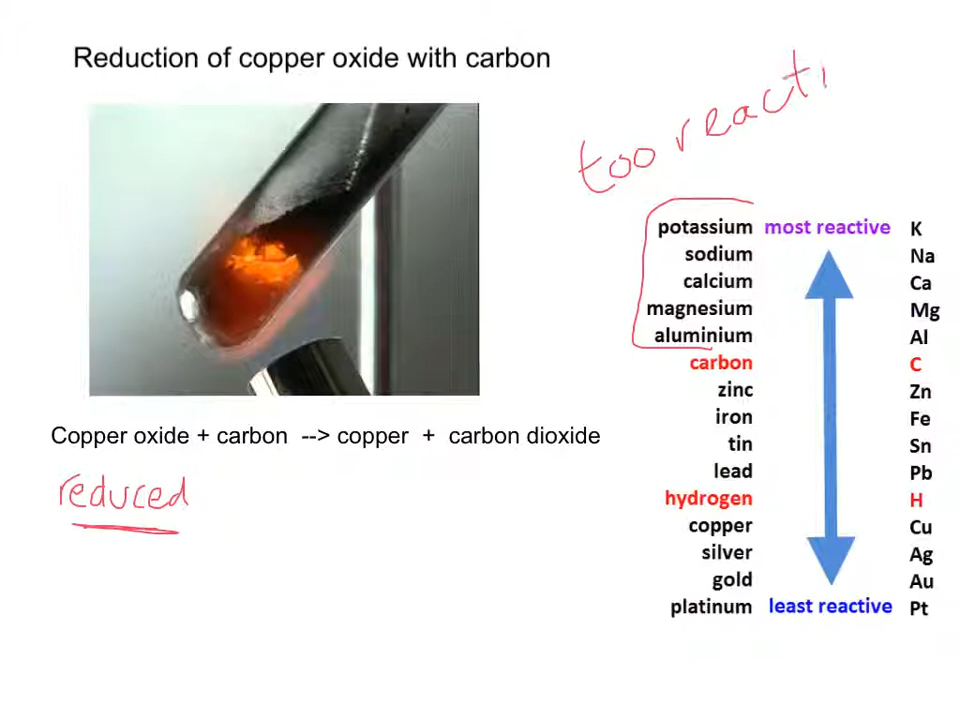 Reduction of copper oxide with carbon
too reacti
potassium most reactive K
sodium Na
calcium Ca
magnesium Mg
aluminium Al
carbon C
zinc Zn
iron Fe
tin Sn
lead Pb
hydrogen H
copper Cu
silver Ag
gold Au
platinum least reactive Pt
Copper oxide + carbon --> copper + carbon dioxide
reduced